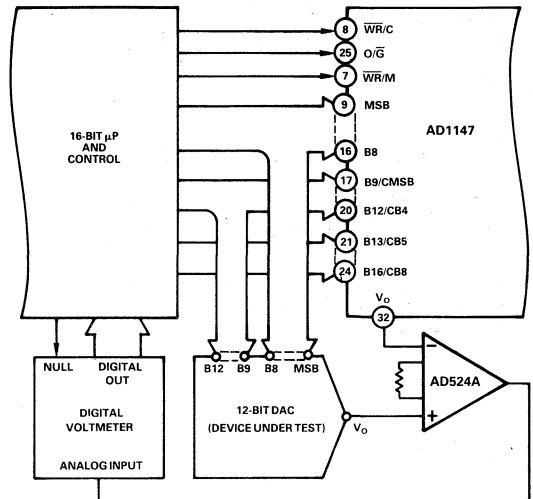 8 W̅R̅/C
25 O/G̅
7 W̅R̅/M
9 MSB
16-BIT µP
AND
CONTROL
AD1147
16 B8
17 B9/CMSB
20 B12/CB4
21 B13/CB5
24 B16/CB8
VO
32
NULL DIGITAL
OUT
B12 B9 B8 MSB
DIGITAL
VOLTMETER
12-BIT DAC
(DEVICE UNDER TEST)
VO
−
AD524A
+
ANALOG INPUT